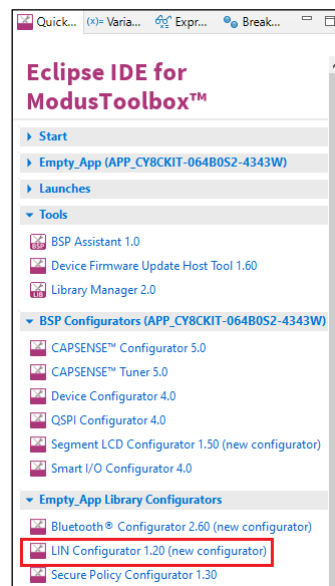 Quick... (x)= Varia... Expr... Break...
Eclipse IDE for
ModusToolbox™
Start
Empty_App (APP_CY8CKIT-064B0S2-4343W)
Launches
Tools
BSP Assistant 1.0
Device Firmware Update Host Tool 1.60
Library Manager 2.0
BSP Configurators (APP_CY8CKIT-064B0S2-4343W)
CAPSENSE™ Configurator 5.0
CAPSENSE™ Tuner 5.0
Device Configurator 4.0
QSPI Configurator 4.0
Segment LCD Configurator 1.50 (new configurator)
Smart I/O Configurator 4.0
Empty_App Library Configurators
Bluetooth® Configurator 2.60 (new configurator)
LIN Configurator 1.20 (new configurator)
Secure Policy Configurator 1.30